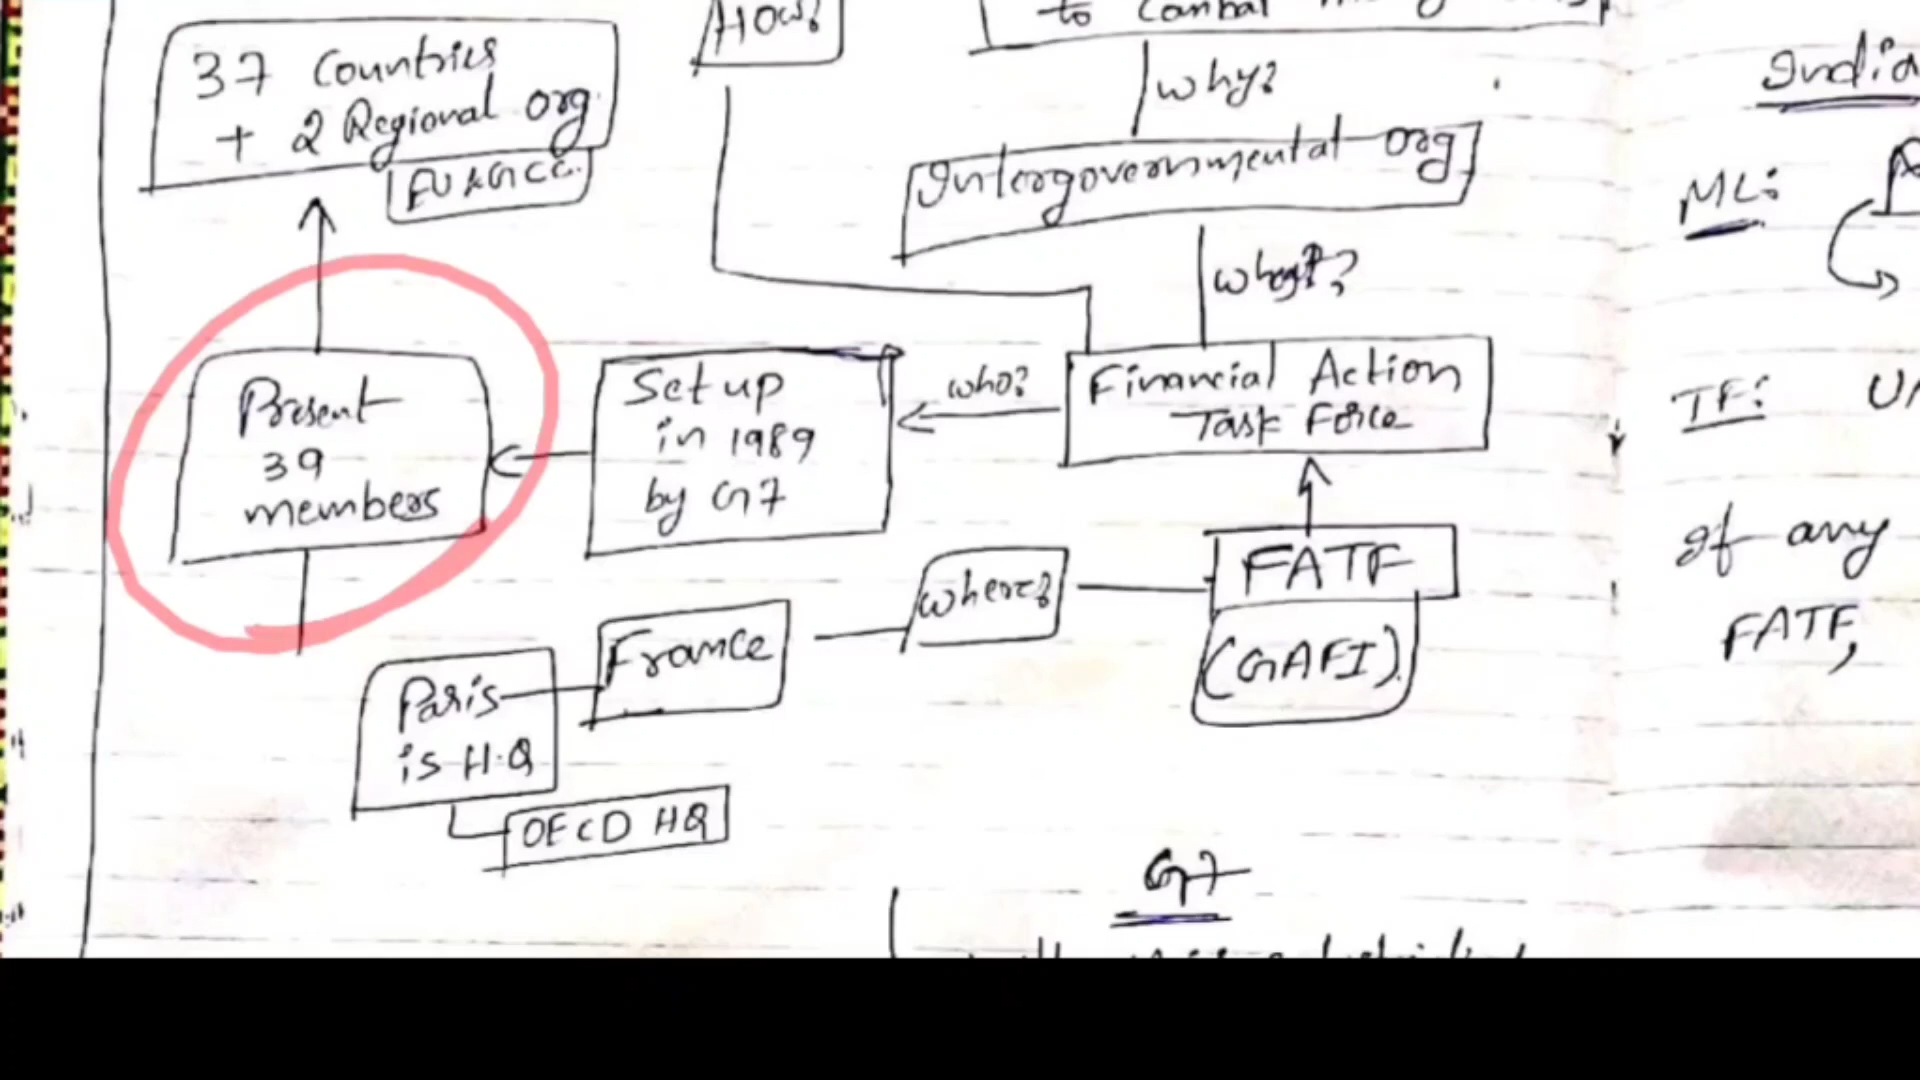 How?
to Combat
37 Countries
+ 2 Regional org.
EU & GCC.
why?
Intergovernmental org
what?
India
ML:
Present
39
members
Set up
in 1989
by G7
who?
Financial Action
Task Force
TF:
FATF
(GAFI).
where?
France
Paris
is H.Q
OECD HQ
of any
FATF,
G7